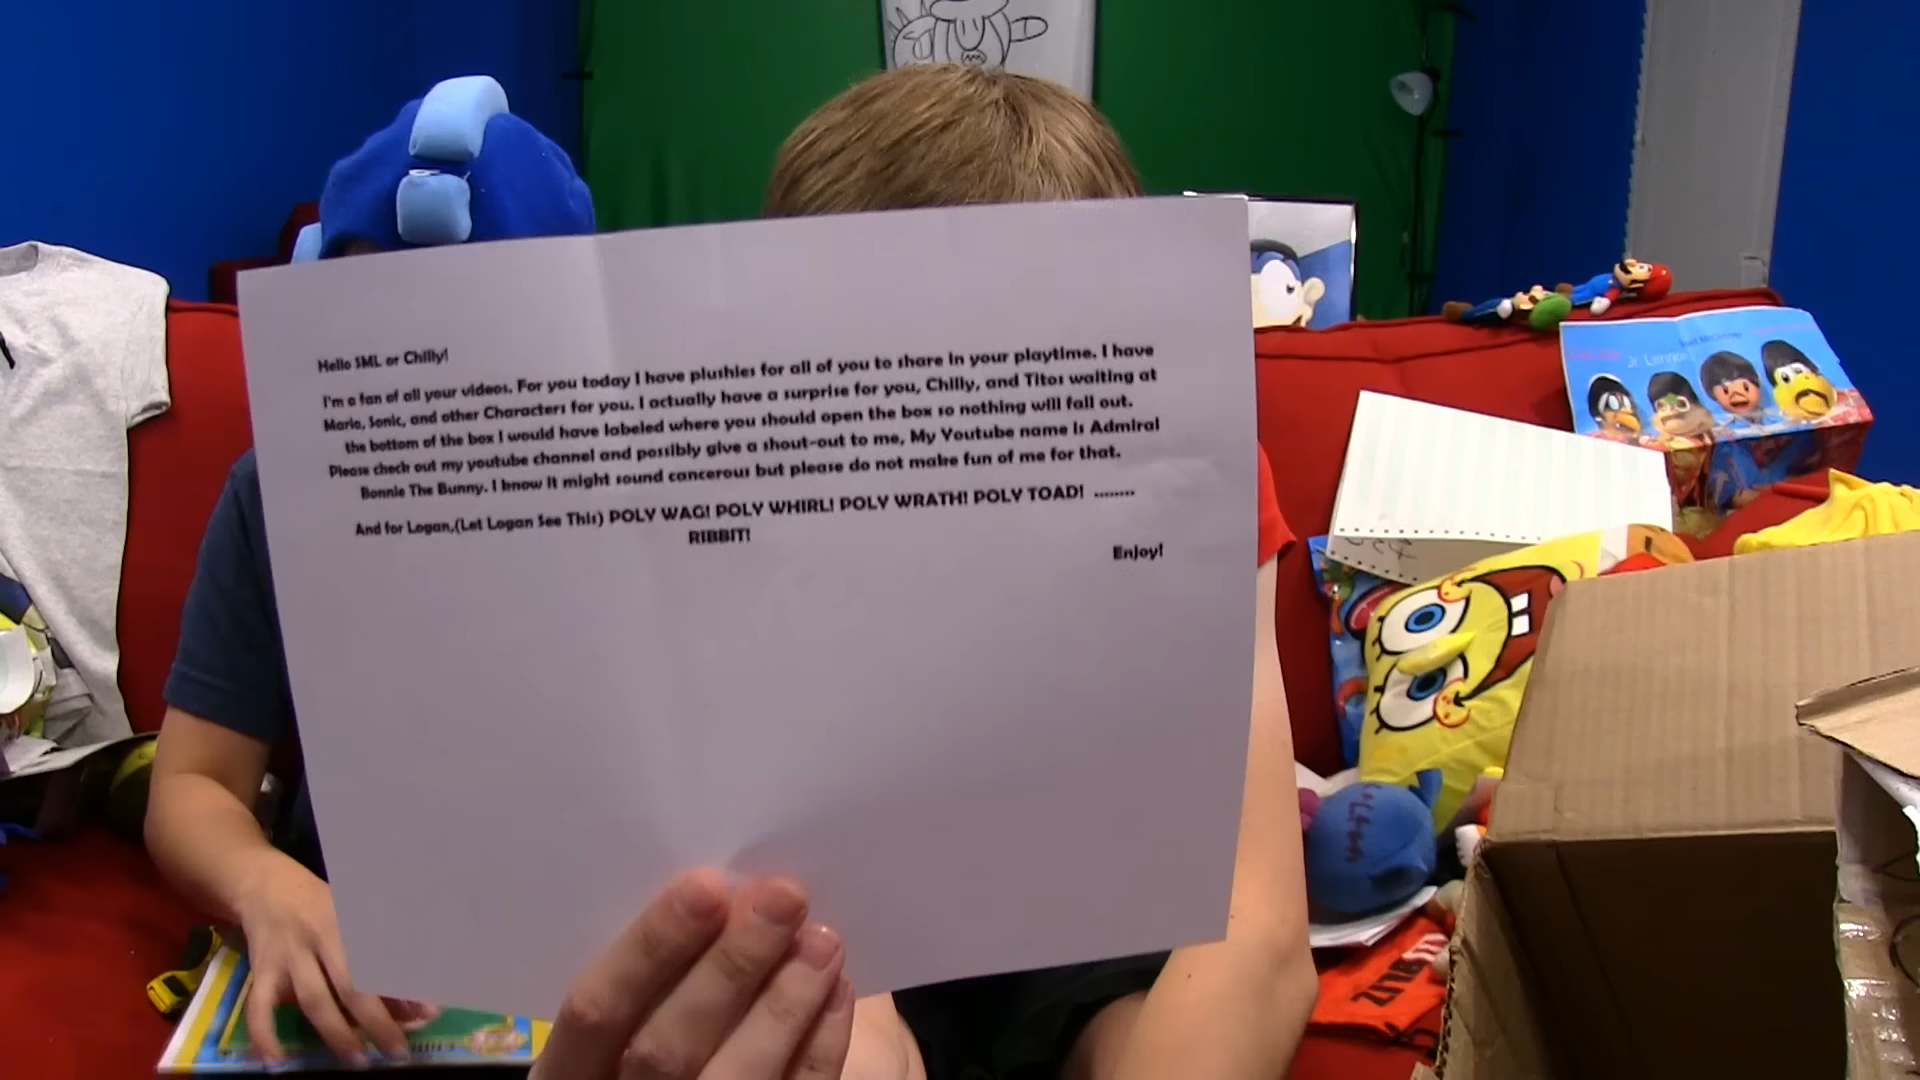 Hello SML or Chilly!
I'm a fan of all your videos. For you today I have plushies for all of you to share in your playtime. I have
Mario, Sonic, and other Characters for you. I actually have a surprise for you, Chilly, and Titos waiting at
the bottom of the box I would have labeled where you should open the box so nothing will fall out.
Please check out my youtube channel and possibly give a shout-out to me, My Youtube name is Admiral
Bonnie The Bunny. I know it might sound cancerous but please do not make fun of me for that.
And for Logan,(Let Logan See This) POLY WAG! POLY WHIRL! POLY WRATH! POLY TOAD! ........
RIBBIT!
Enjoy!
Jr. Lennon